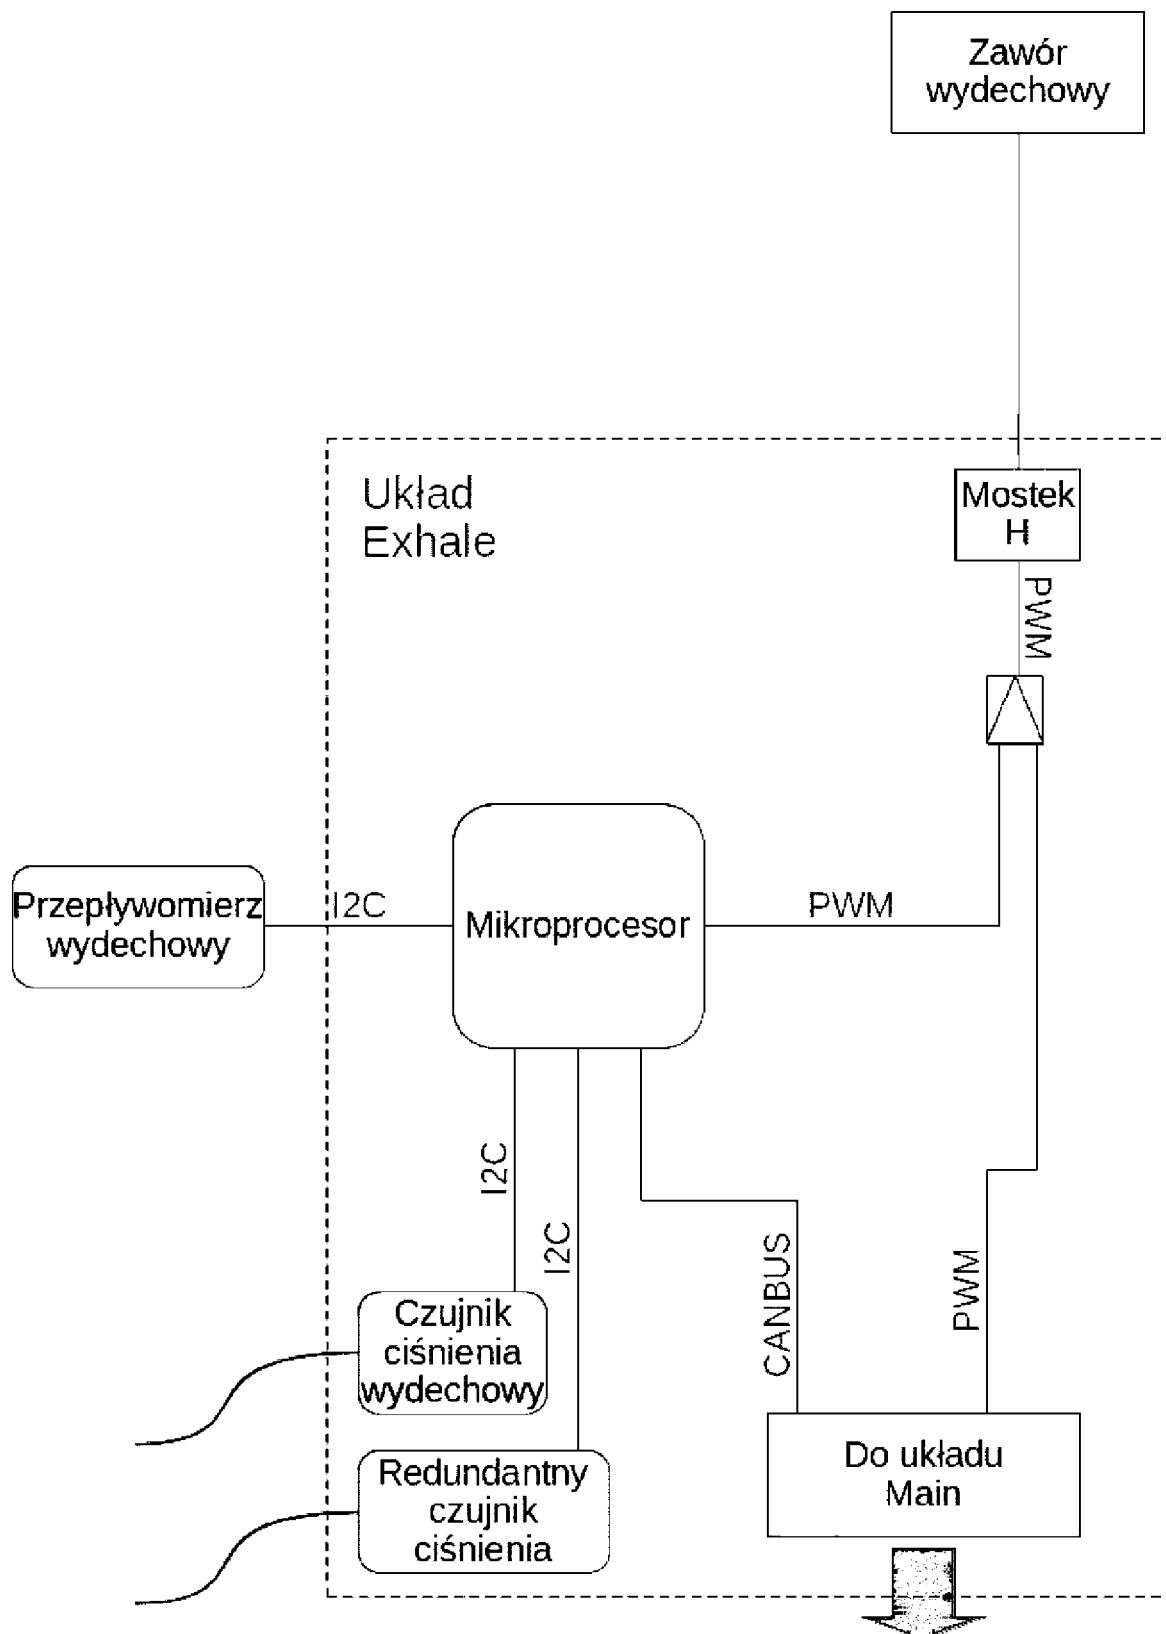 Zawór
wydechowy
Układ
Exhale
Mostek
H
PWM
Przepływomierz
wydechowy
I2C
Mikroprocesor
PWM
I2C
I2C
CANBUS
PWM
Czujnik
ciśnienia
wydechowy
Redundantny
czujnik
ciśnienia
Do układu
Main